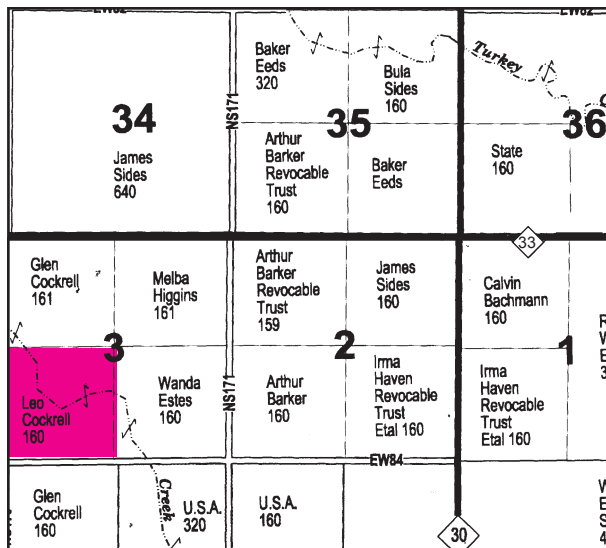 EW82
EW82
Baker
Eeds
320
Bula
Sides
160
Turkey
NS171
34
35
36
James
Sides
640
Arthur
Barker
Revocable
Trust
160
Baker
Eeds
State
160
33
Glen
Cockrell
161
Melba
Higgins
161
Arthur
Barker
Revocable
Trust
159
James
Sides
160
Calvin
Bachmann
160
3
2
1
Leo
Cockrell
160
Wanda
Estes
160
NS171
Arthur
Barker
160
Irma
Haven
Revocable
Trust
Etal 160
Irma
Haven
Revocable
Trust
Etal 160
EW84
Glen
Cockrell
160
Creek
U.S.A.
320
U.S.A.
160
30